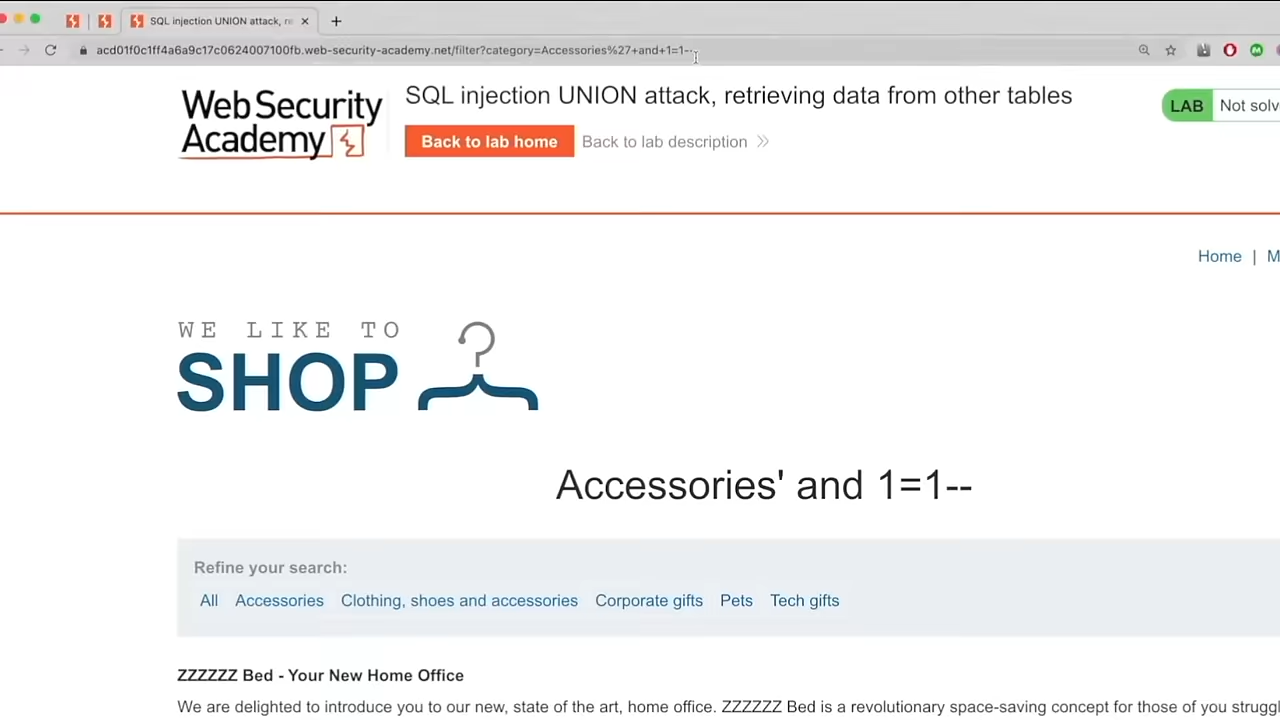 SQL injection UNION attack, re
acd01f0c1ff4a6a9c17c0624007100fb.web-security-academy.net/filter?category=Accessories%27+and+1=1--
Web Security
Academy
SQL injection UNION attack, retrieving data from other tables
Back to lab home
Back to lab description
LAB
Not solv
Home | M
WE LIKE TO
SHOP
Accessories' and 1=1--
Refine your search:
All Accessories Clothing, shoes and accessories Corporate gifts Pets Tech gifts
ZZZZZZ Bed - Your New Home Office
We are delighted to introduce you to our new, state of the art, home office. ZZZZZZ Bed is a revolutionary space-saving concept for those of you struggl